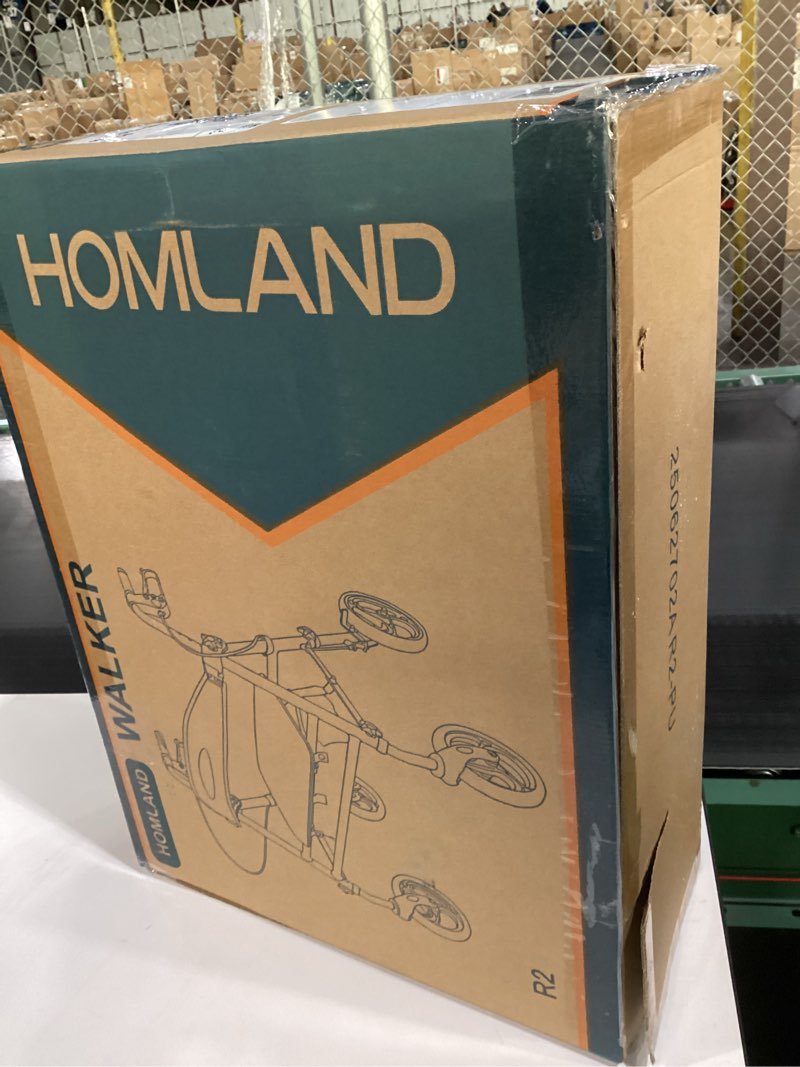 HOMLAND
HOMLAND WALKER
R2
25062702AR2-PU